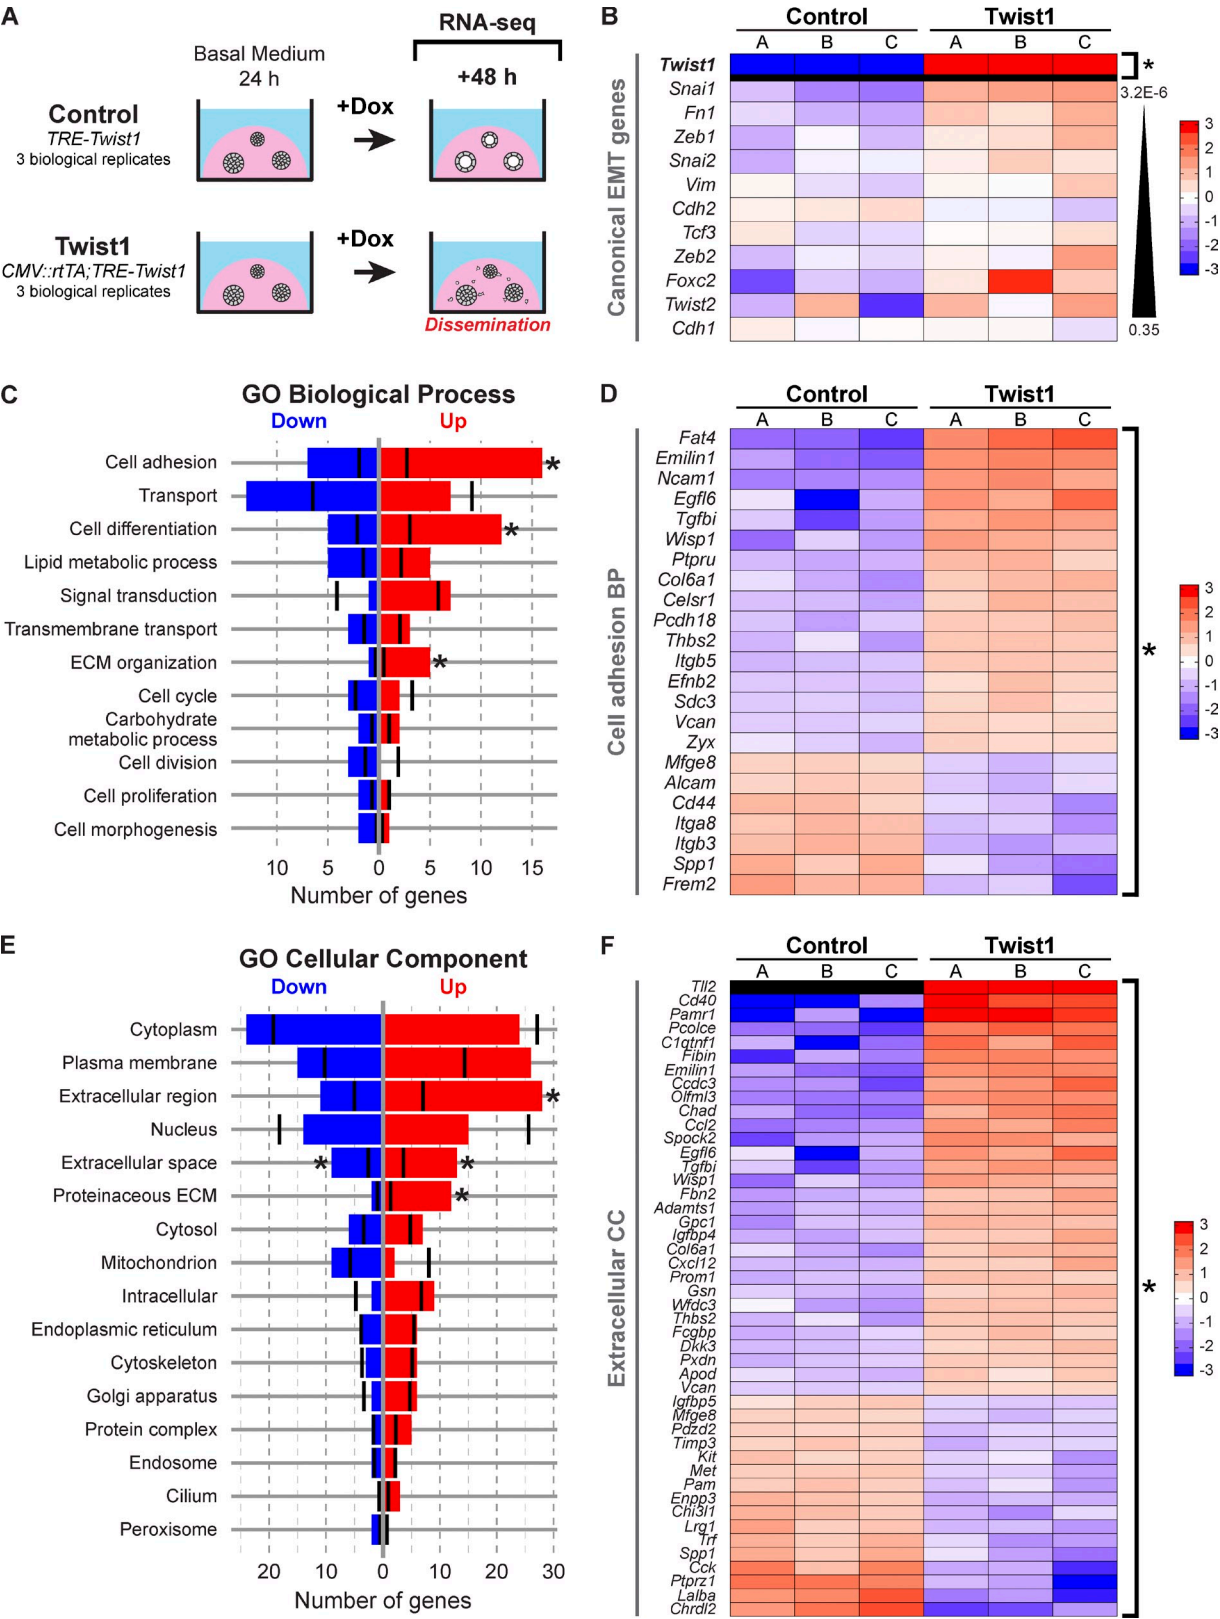 A
RNA-seq
Basal Medium
24 h
+48 h
Control
TRE-Twist1
3 biological replicates
+Dox
Twist1
CMV::rtTA;TRE-Twist1
3 biological replicates
+Dox
Dissemination
B
Control Twist1
A B C A B C
Canonical EMT genes
Twist1
Snai1
Fn1
Zeb1
Snai2
Vim
Cdh2
Tcf3
Zeb2
Foxc2
Twist2
Cdh1
*
3.2E-6
0.35
3
2
1
0
-1
-2
-3
C
GO Biological Process
Down Up
Cell adhesion *
Transport
Cell differentiation *
Lipid metabolic process
Signal transduction
Transmembrane transport
ECM organization *
Cell cycle
Carbohydrate
metabolic process
Cell division
Cell proliferation
Cell morphogenesis
10 5 0 5 10 15
Number of genes
D
Control Twist1
A B C A B C
Cell adhesion BP
Fat4
Emilin1
Ncam1
Egfl6
Tgfbi
Wisp1
Ptpru
Col6a1
Celsr1
Pcdh18
Thbs2
Itgb5
Efnb2
Sdc3
Vcan
Zyx
Mfge8
Alcam
Cd44
Itga8
Itgb3
Spp1
Frem2
*
3
2
1
0
-1
-2
-3
E
GO Cellular Component
Down Up
Cytoplasm
Plasma membrane
Extracellular region *
Nucleus
Extracellular space * *
Proteinaceous ECM *
Cytosol
Mitochondrion
Intracellular
Endoplasmic reticulum
Cytoskeleton
Golgi apparatus
Protein complex
Endosome
Cilium
Peroxisome
20 10 0 10 20 30
Number of genes
F
Control Twist1
A B C A B C
Extracellular CC
Tll2
Cd40
Pamr1
Pcolce
C1qtnf1
Fibin
Emilin1
Ccdc3
Olfml3
Chad
Ccl2
Spock2
Egfl6
Tgfbi
Wisp1
Fbn2
Adamts1
Gpc1
Igfbp4
Col6a1
Cxcl12
Prom1
Gsn
Wfdc3
Thbs2
Fcgbp
Dkk3
Pxdn
Apod
Vcan
Igfbp5
Mfge8
Pdzd2
Timp3
Kit
Met
Pam
Enpp3
Chi3l1
Lrg1
Trf
Spp1
Cck
Ptprz1
Lalba
Chrdl2
*
3
2
1
0
-1
-2
-3